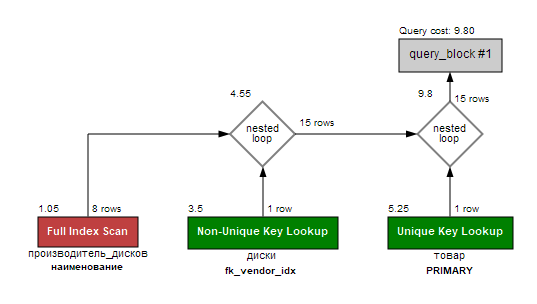 Query cost: 9.80
query_block #1
4.55
9.8
15 rows
15 rows
nested
loop
nested
loop
1.05
8 rows
3.5
1 row
5.25
1 row
Full Index Scan
Non-Unique Key Lookup
Unique Key Lookup
производитель_дисков
диски
товар
наименование
fk_vendor_idx
PRIMARY